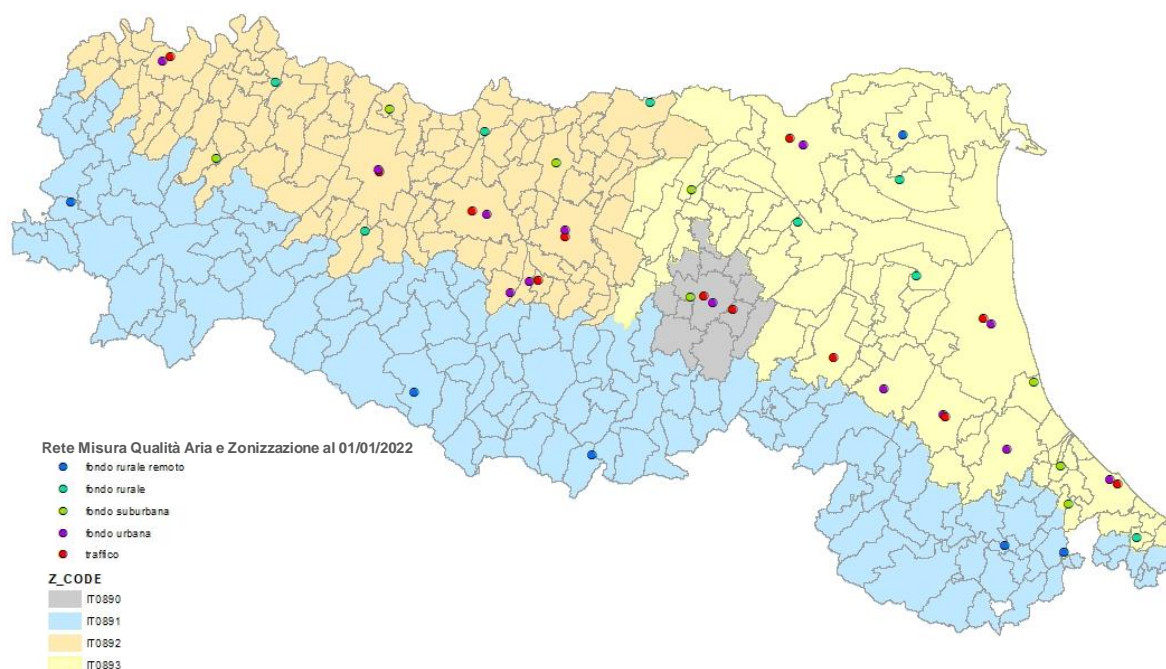 Rete Misura Qualità Aria e Zonizzazione al 01/01/2022
fondo rurale remoto
fondo rurale
fondo suburbana
fondo urbana
traffico
Z_CODE
IT0890
IT0891
IT0892
IT0893